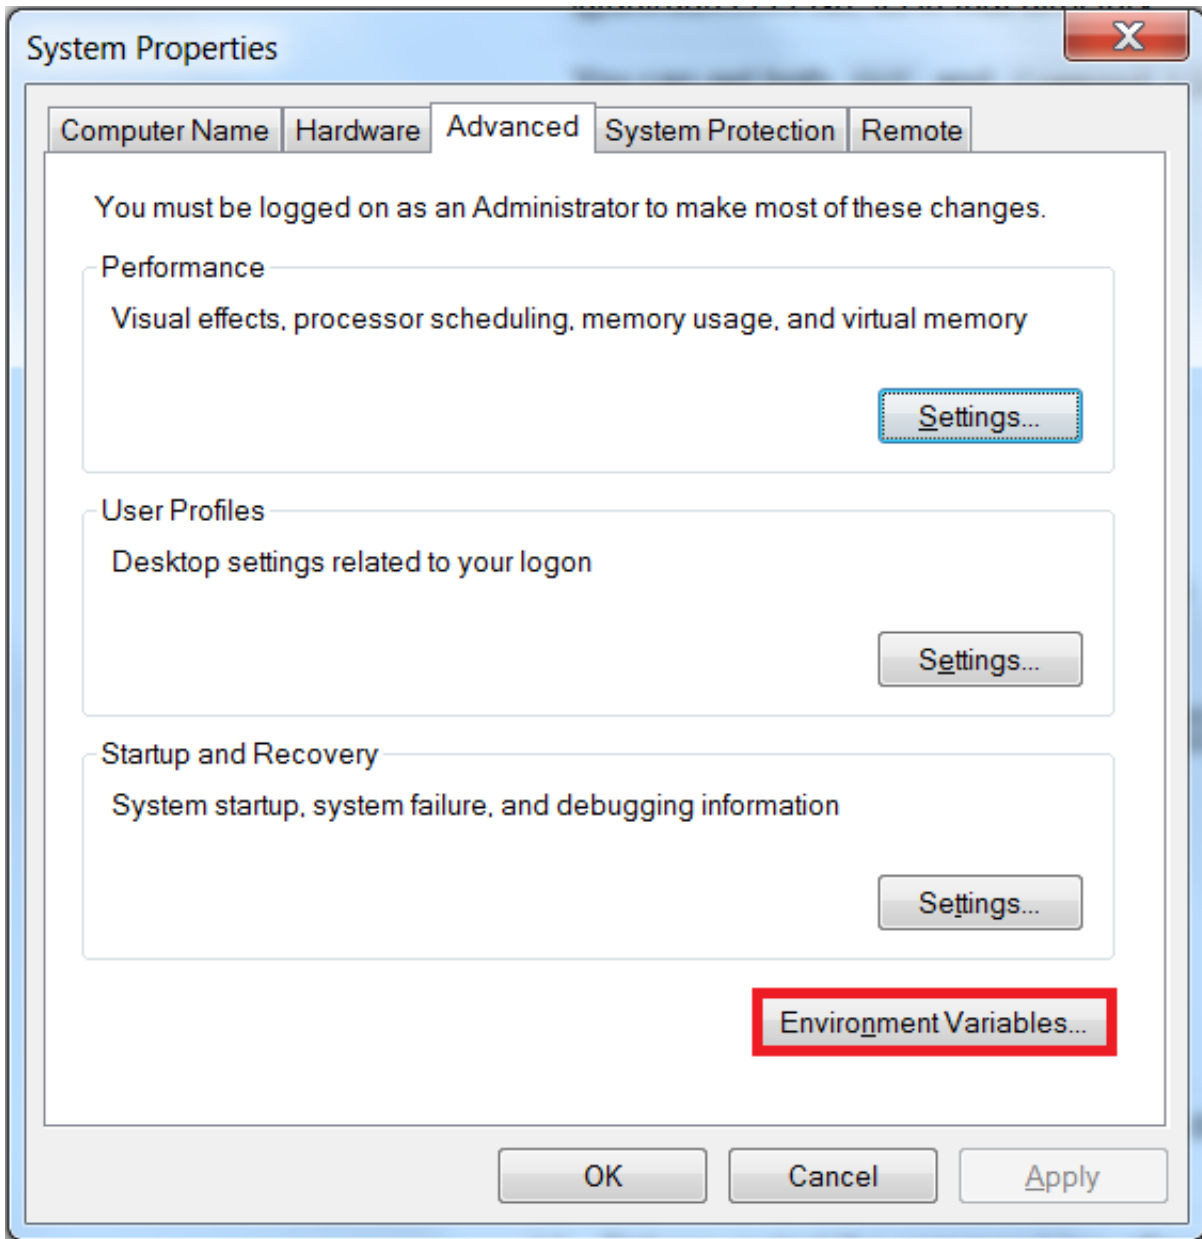 System Properties
Computer Name Hardware Advanced System Protection Remote
You must be logged on as an Administrator to make most of these changes.
Performance
Visual effects, processor scheduling, memory usage, and virtual memory
Settings...
User Profiles
Desktop settings related to your logon
Settings...
Startup and Recovery
System startup, system failure, and debugging information
Settings...
Environment Variables...
OK Cancel Apply